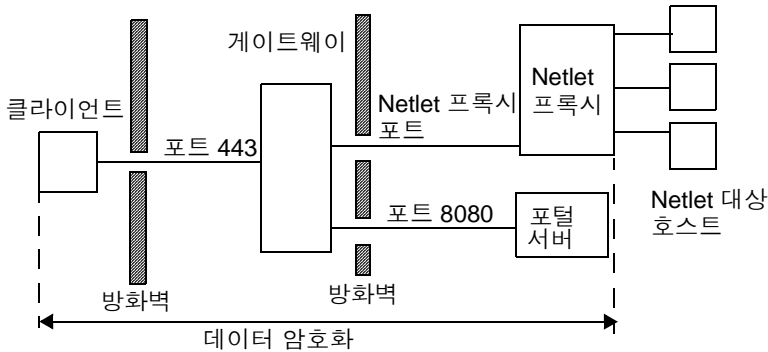 게이트웨이
클라이언트
포트 443
Netlet 프록시
포트
Netlet
프록시
포트 8080
포털
서버
Netlet 대상
호스트
방화벽
방화벽
데이터 암호화